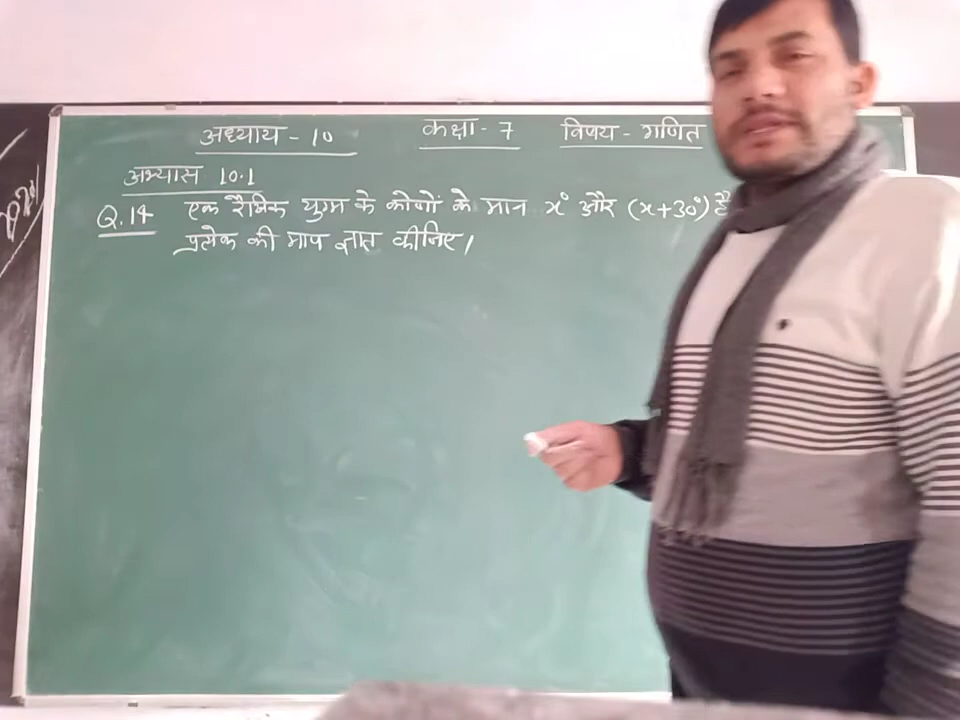 अध्याय - 10 कक्षा - 7 विषय - गणित
अभ्यास 10.1
Q.14 एक रैखिक युग्म के कोणों के मान x° और (x+30°) है
प्रत्येक की माप ज्ञात कीजिए।